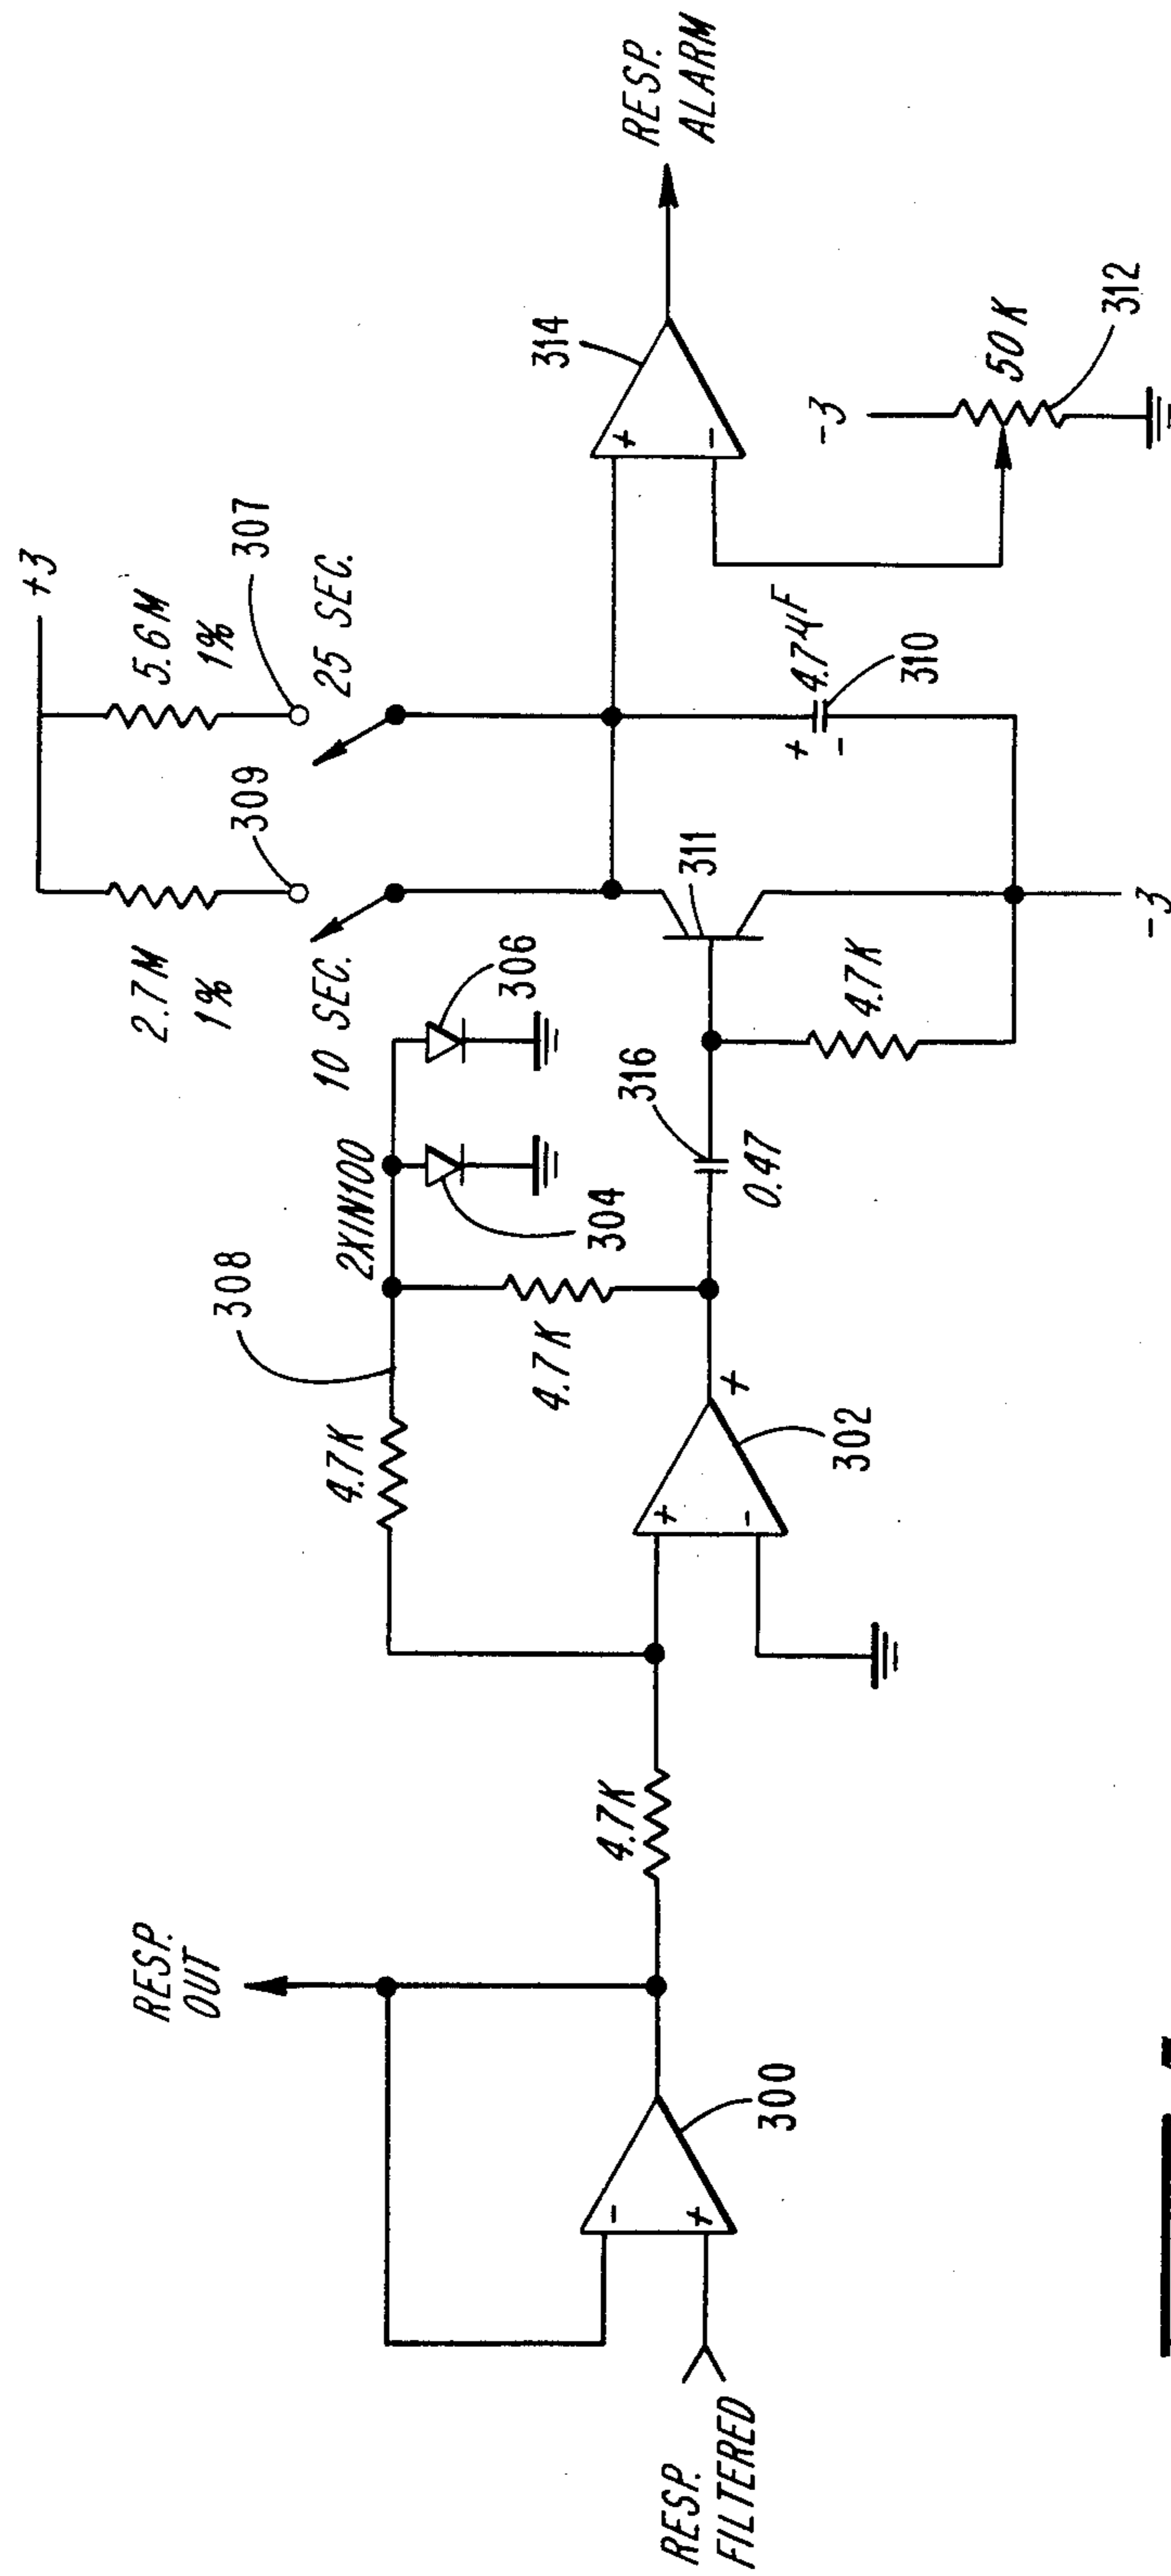 RESP.
FILTERED
300
RESP.
OUT
4.7K
302
4.7K
4.7K
308
2XIN100
304
306
316
0.47
4.7K
311
2.7M
1%
309
10 SEC.
+3
5.6M
1%
307
25 SEC.
4.7µF
310
-3
314
-3
50K
312
RESP.
ALARM
+
-
+
-
+
+
-
+
-